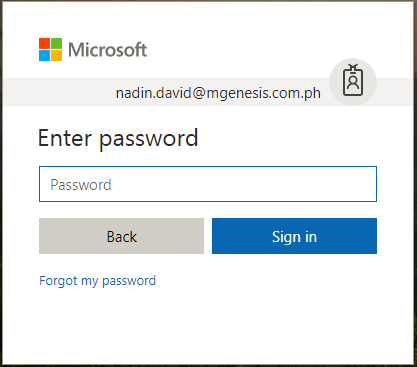 Microsoft
nadin.david@mgenesis.com.ph
Enter password
Password
Back
Sign in
Forgot my password